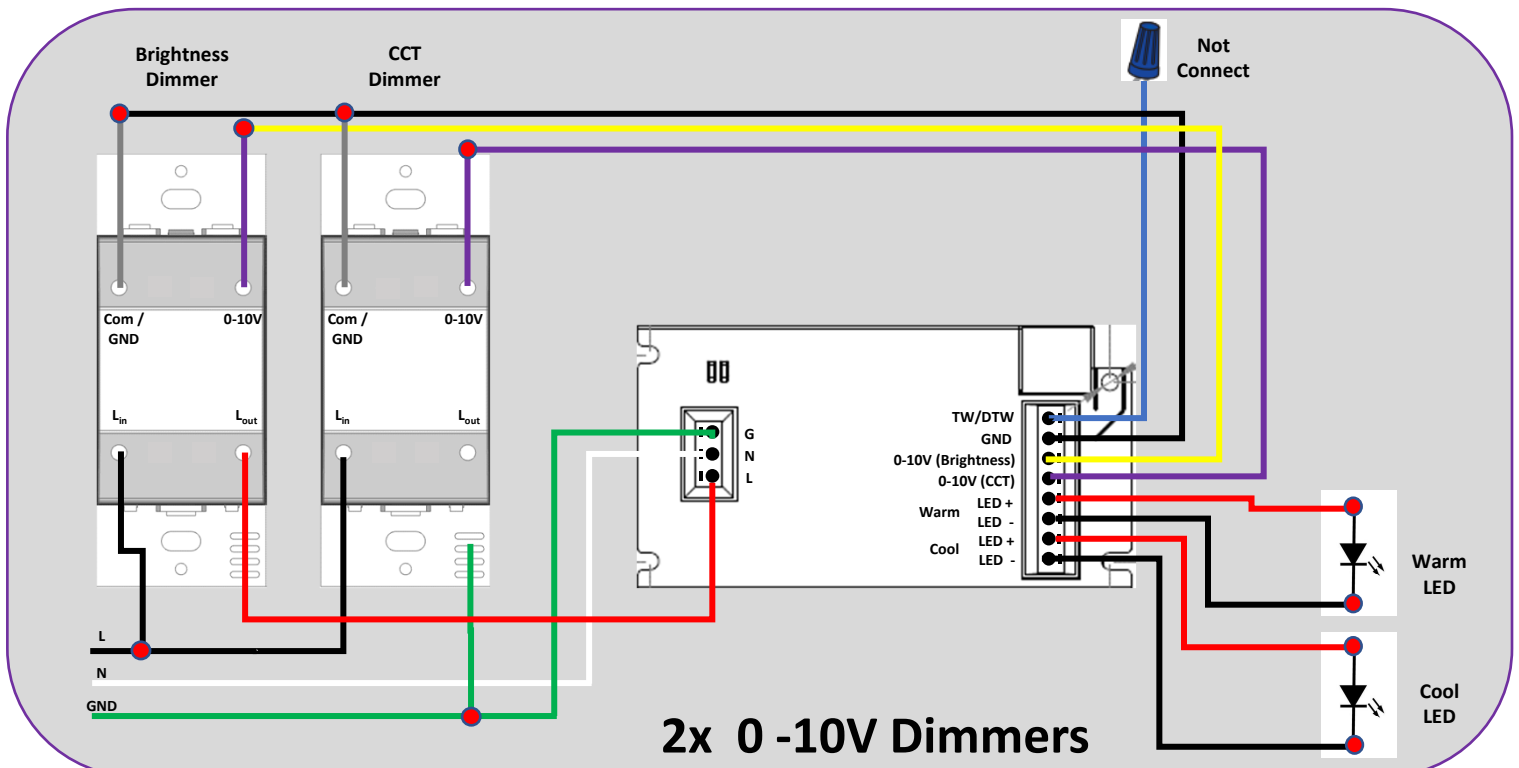 Brightness
Dimmer
CCT
Dimmer
Not
Connect
Com /
GND
0-10V
Com /
GND
0-10V
Lin
Lout
Lin
Lout
TW/DTW
GND
0-10V (Brightness)
0-10V (CCT)
LED +
Warm
LED -
LED +
Cool
LED -
G
N
L
Warm
LED
Cool
LED
L
N
GND
2x 0 -10V Dimmers